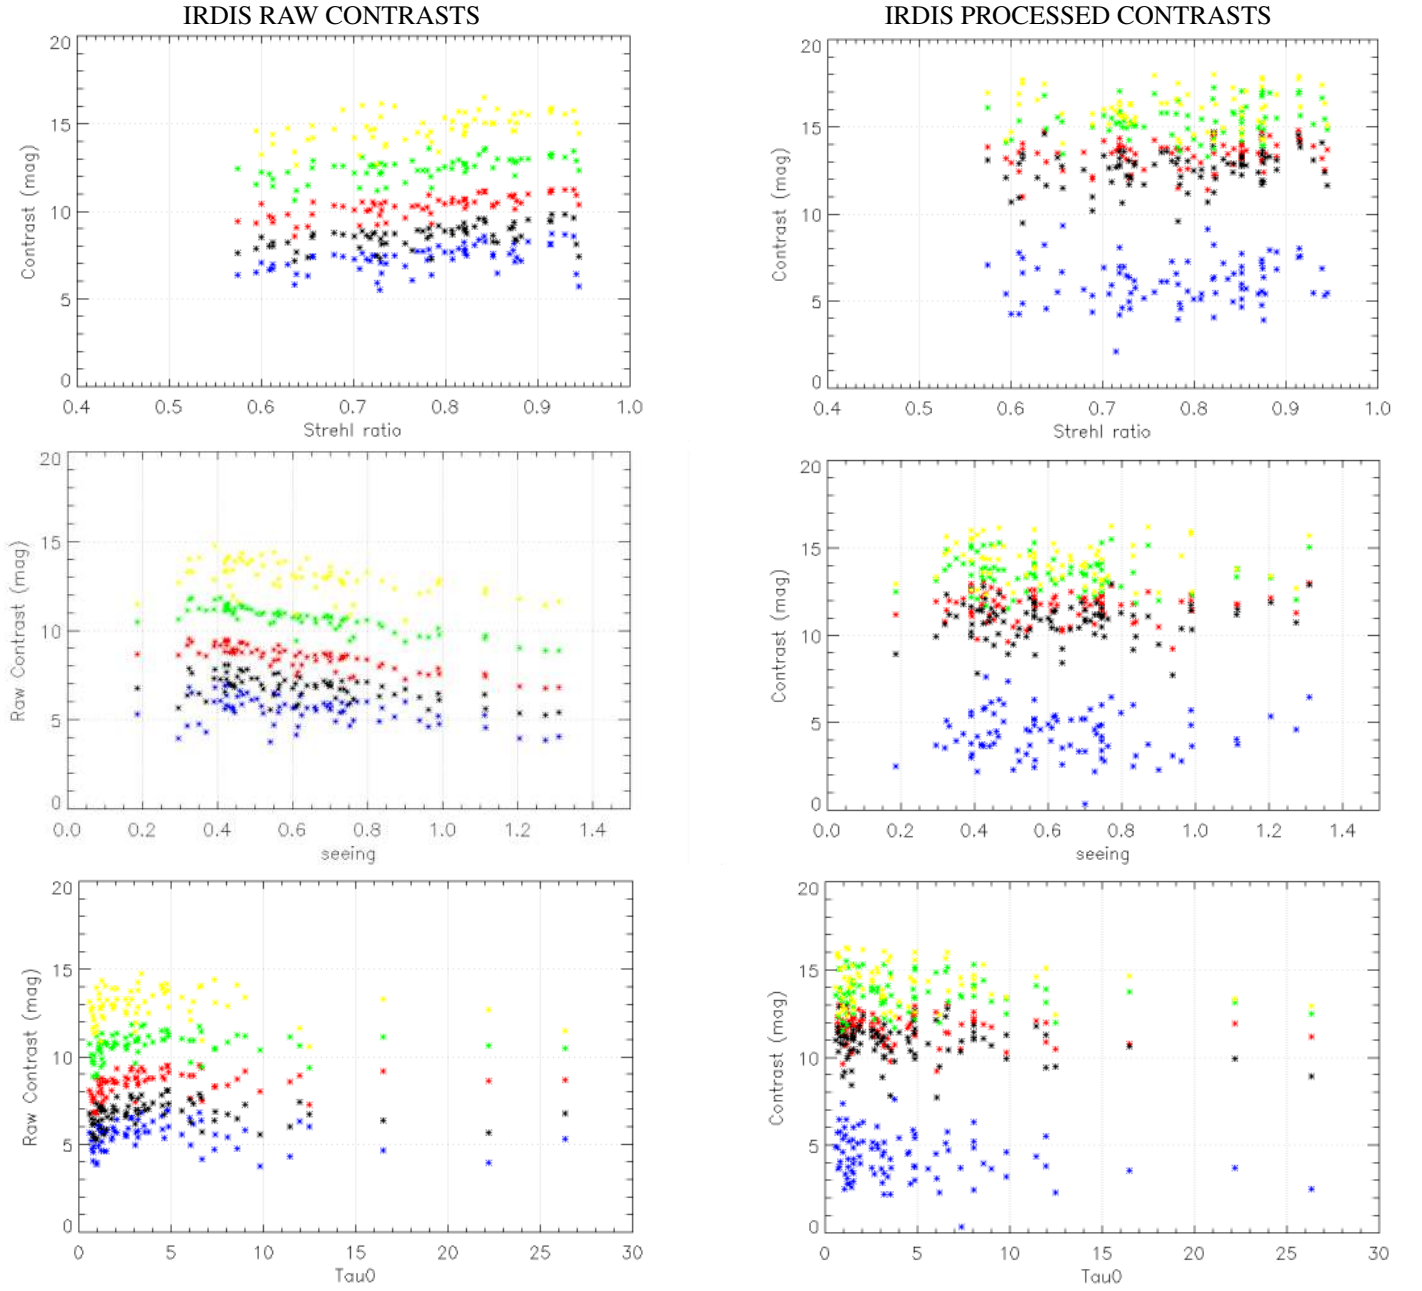 IRDIS RAW CONTRASTS
IRDIS PROCESSED CONTRASTS
20
15
10
5
0
Contrast (mag)
0.4 0.5 0.6 0.7 0.8 0.9 1.0
Strehl ratio
20
15
10
5
0
Contrast (mag)
0.4 0.5 0.6 0.7 0.8 0.9 1.0
Strehl ratio
20
15
10
5
0
Raw Contrast (mag)
0.0 0.2 0.4 0.6 0.8 1.0 1.2 1.4
seeing
20
15
10
5
0
Contrast (mag)
0.0 0.2 0.4 0.6 0.8 1.0 1.2 1.4
seeing
20
15
10
5
0
Raw Contrast (mag)
0 5 10 15 20 25 30
Tau0
20
15
10
5
0
Contrast (mag)
0 5 10 15 20 25 30
Tau0